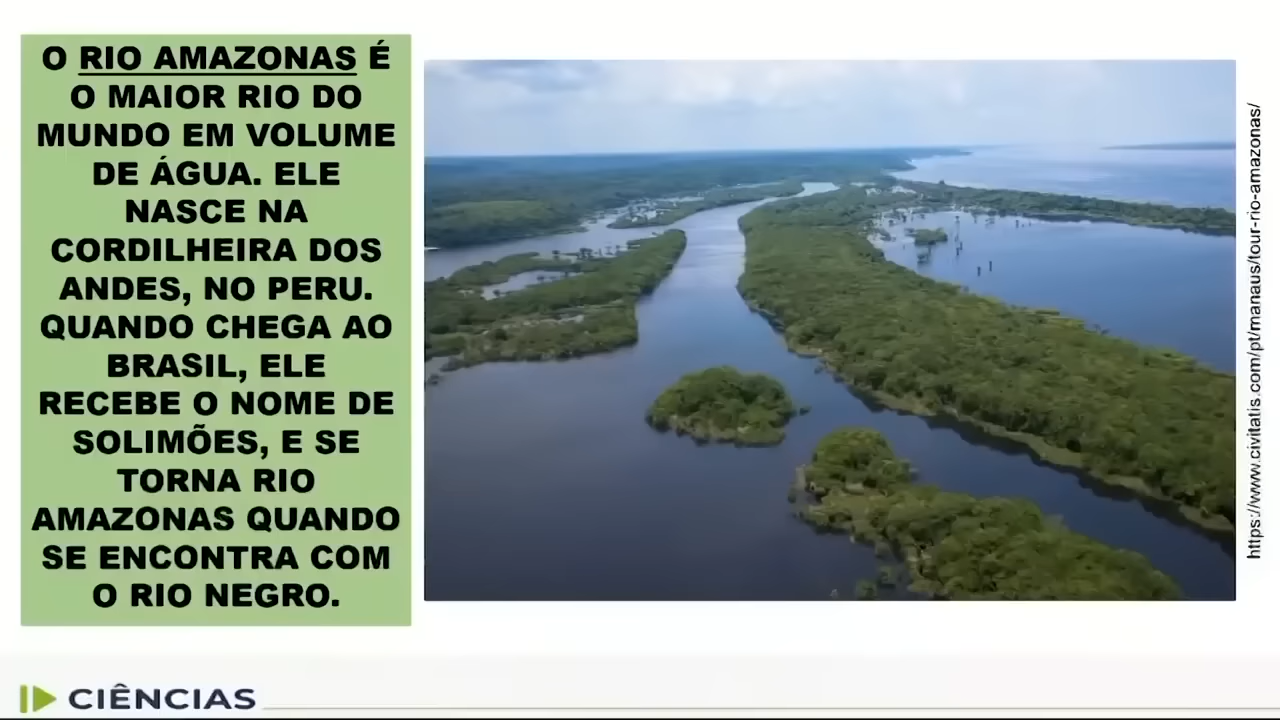 O RIO AMAZONAS É
O MAIOR RIO DO
MUNDO EM VOLUME
DE ÁGUA. ELE
NASCE NA
CORDILHEIRA DOS
ANDES, NO PERU.
QUANDO CHEGA AO
BRASIL, ELE
RECEBE O NOME DE
SOLIMÕES, E SE
TORNA RIO
AMAZONAS QUANDO
SE ENCONTRA COM
O RIO NEGRO.
https://www.civitatis.com/pt/manaus/tour-rio-amazonas/
CIÊNCIAS